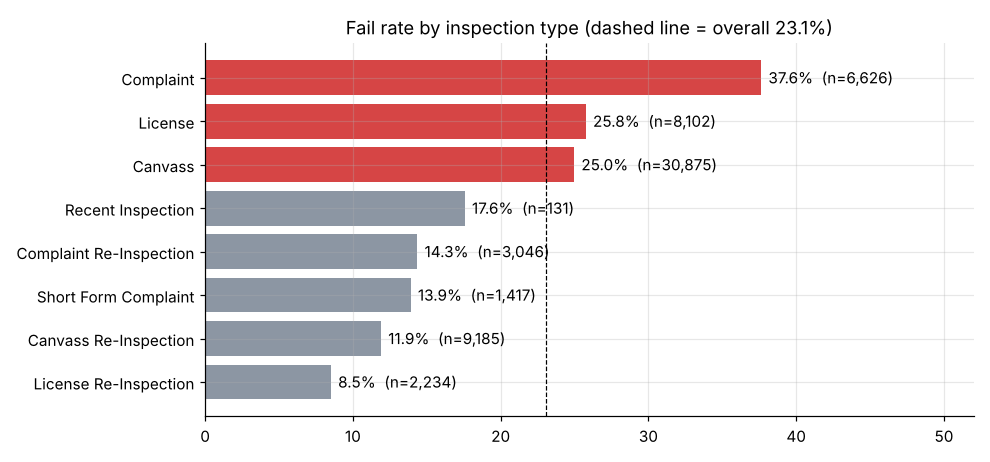 Fail rate by inspection type (dashed line = overall 23.1%)
Complaint 37.6% (n=6,626)
License 25.8% (n=8,102)
Canvass 25.0% (n=30,875)
Recent Inspection 17.6% (n=131)
Complaint Re-Inspection 14.3% (n=3,046)
Short Form Complaint 13.9% (n=1,417)
Canvass Re-Inspection 11.9% (n=9,185)
License Re-Inspection 8.5% (n=2,234)
0 10 20 30 40 50